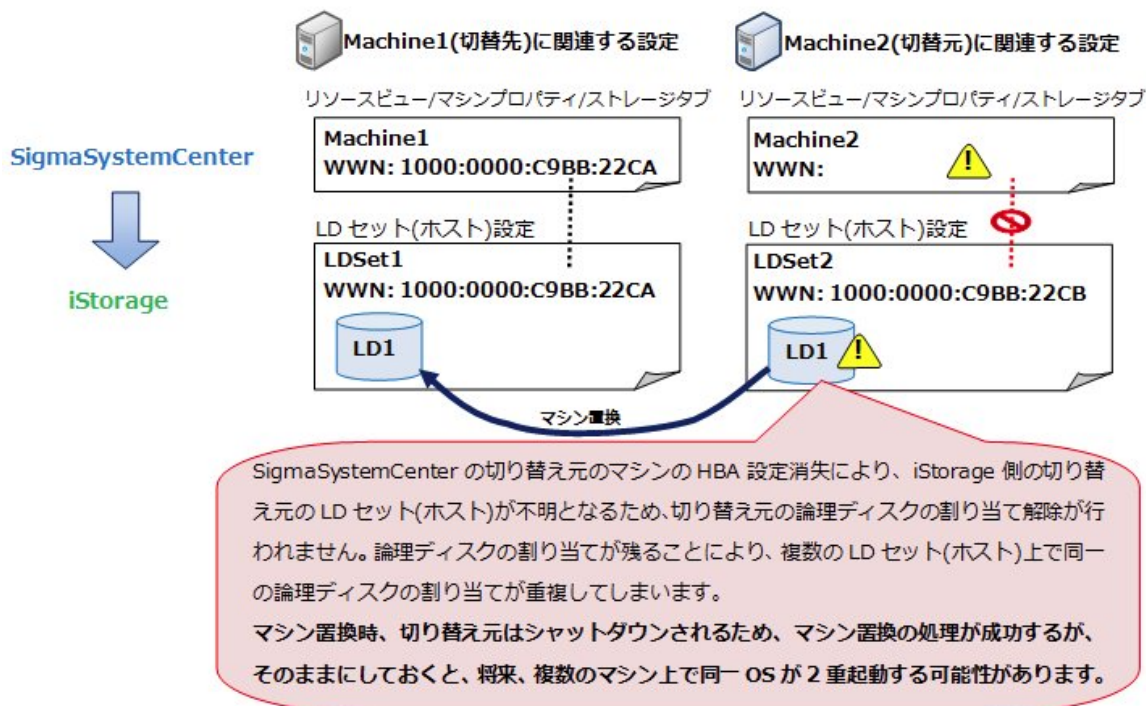 Machine1(切替先)に関連する設定
Machine2(切替元)に関連する設定
リソースビュー/マシンプロパティ/ストレージタブ
リソースビュー/マシンプロパティ/ストレージタブ
SigmaSystemCenter
Machine1
WWN: 1000:0000:C9BB:22CA
Machine2
WWN:
!
LD セット(ホスト)設定
LD セット(ホスト)設定
iStorage
LDSet1
WWN: 1000:0000:C9BB:22CA
LD1
LDSet2
WWN: 1000:0000:C9BB:22CB
LD1
!
マシン置換
SigmaSystemCenter の切り替え元のマシンの HBA 設定消失により、iStorage 側の切り替
え元の LD セット(ホスト)が不明となるため、切り替え元の論理ディスクの割り当て解除が行
われません。論理ディスクの割り当てが残ることにより、複数の LD セット(ホスト)上で同一
の論理ディスクの割り当てが重複してしまいます。
マシン置換時、切り替え元はシャットダウンされるため、マシン置換の処理が成功するが、
そのままにしておくと、将来、複数のマシン上で同一 OS が 2 重起動する可能性があります。